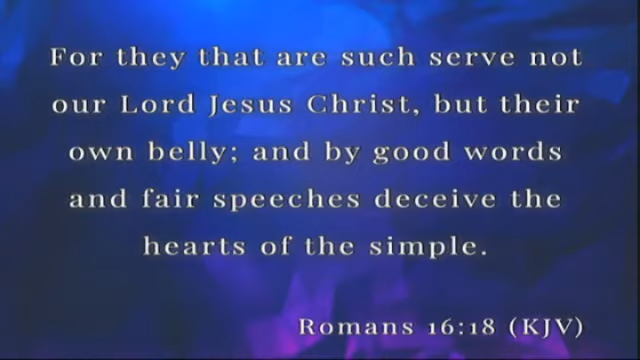 For they that are such serve not
our Lord Jesus Christ, but their
own belly; and by good words
and fair speeches deceive the
hearts of the simple.
Romans 16:18 (KJV)